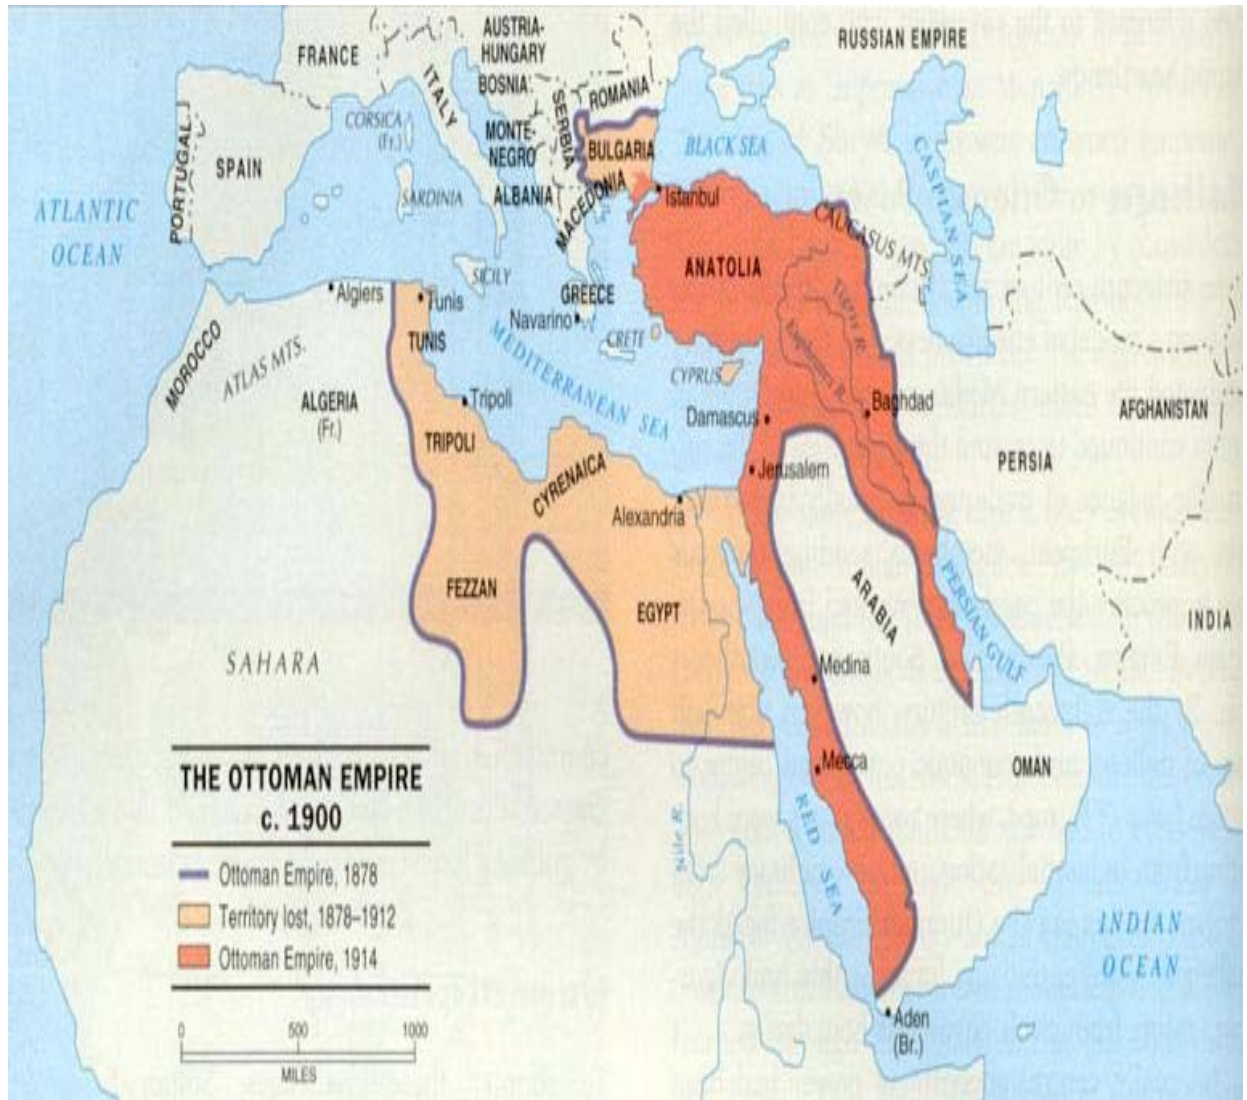 AUSTRIA-
HUNGARY
FRANCE
RUSSIAN EMPIRE
ITALY
BOSNIA
SERBIA
ROMANIA
CORSICA
(Fr.)
MONTE-
NEGRO
BULGARIA
BLACK SEA
CASPIAN SEA
PORTUGAL
SPAIN
SARDINIA
ALBANIA
MACEDONIA
Istanbul
ATLANTIC
OCEAN
CAUCASUS MTS.
ANATOLIA
SICILY
Algiers
Tunis
GREECE
Tigris R.
Navarino
TUNIS
MEDITERRANEAN SEA
CRETE
Euphrates R.
MOROCCO
ATLAS MTS.
CYPRUS
ALGERIA
(Fr.)
Tripoli
Damascus
Baghdad
AFGHANISTAN
TRIPOLI
Jerusalem
PERSIA
CYRENAICA
Alexandria
FEZZAN
EGYPT
ARABIA
PERSIAN GULF
INDIA
SAHARA
Medina
Mecca
OMAN
RED SEA
Nile R.
THE OTTOMAN EMPIRE
c. 1900
Ottoman Empire, 1878
Territory lost, 1878–1912
Ottoman Empire, 1914
INDIAN
OCEAN
Aden
(Br.)
0 500 1000
MILES